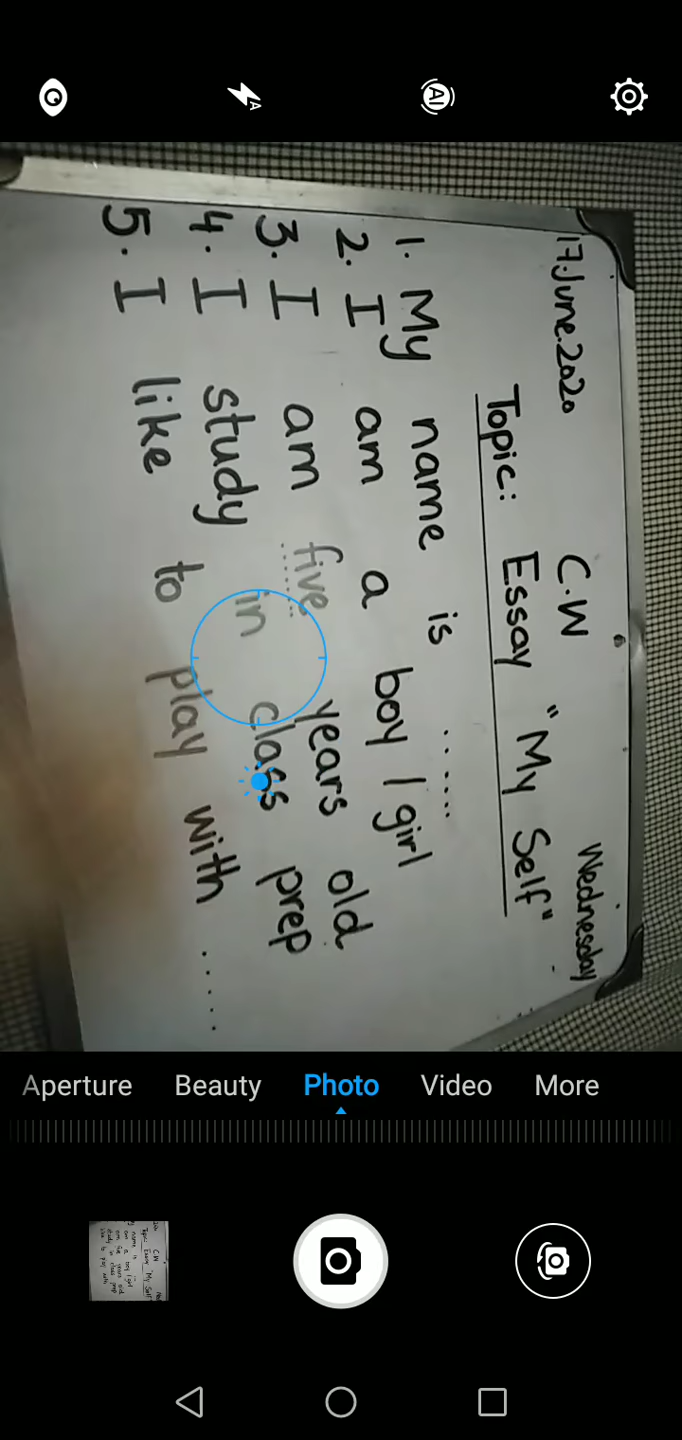 17.June.2020 C.W Wednesday
Topic: Essay "My Self"
1. My name is ......
2. I am a boy / girl
3. I am five years old
4. I study in class prep
5. I like to play with .....
Aperture Beauty Photo Video More